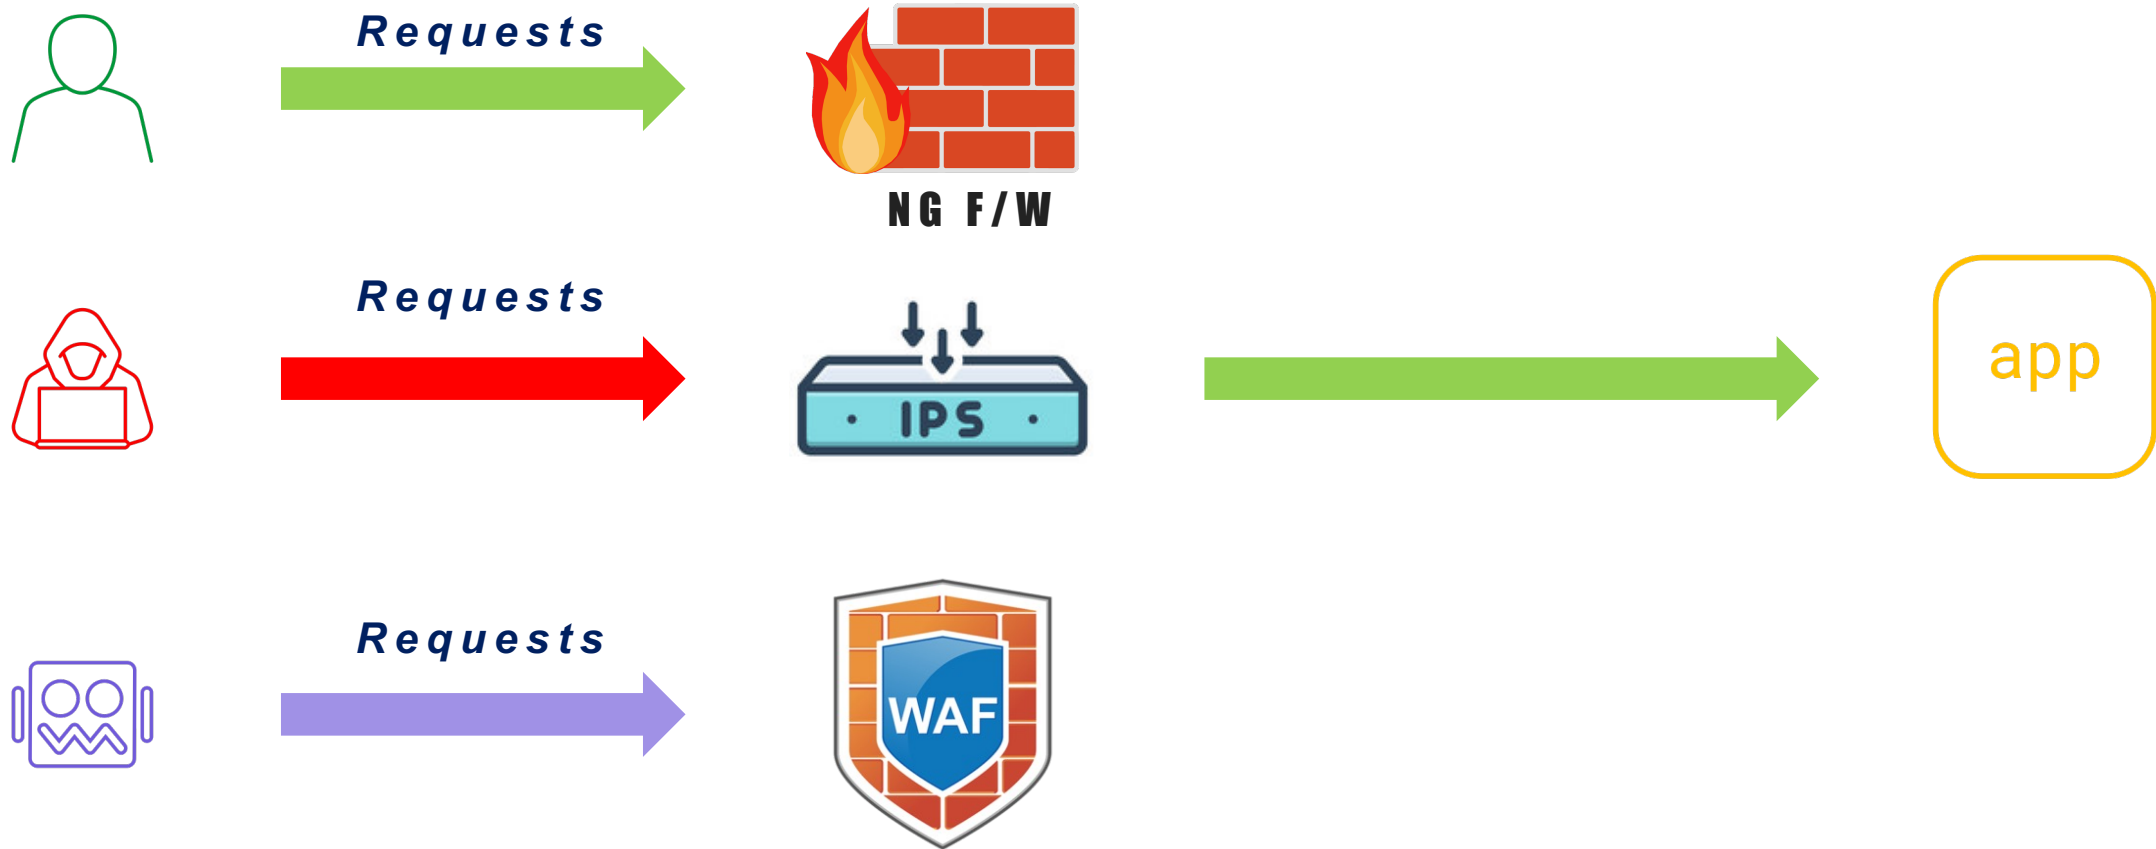 Requests
NG F/W
Requests
IPS
app
Requests
WAF